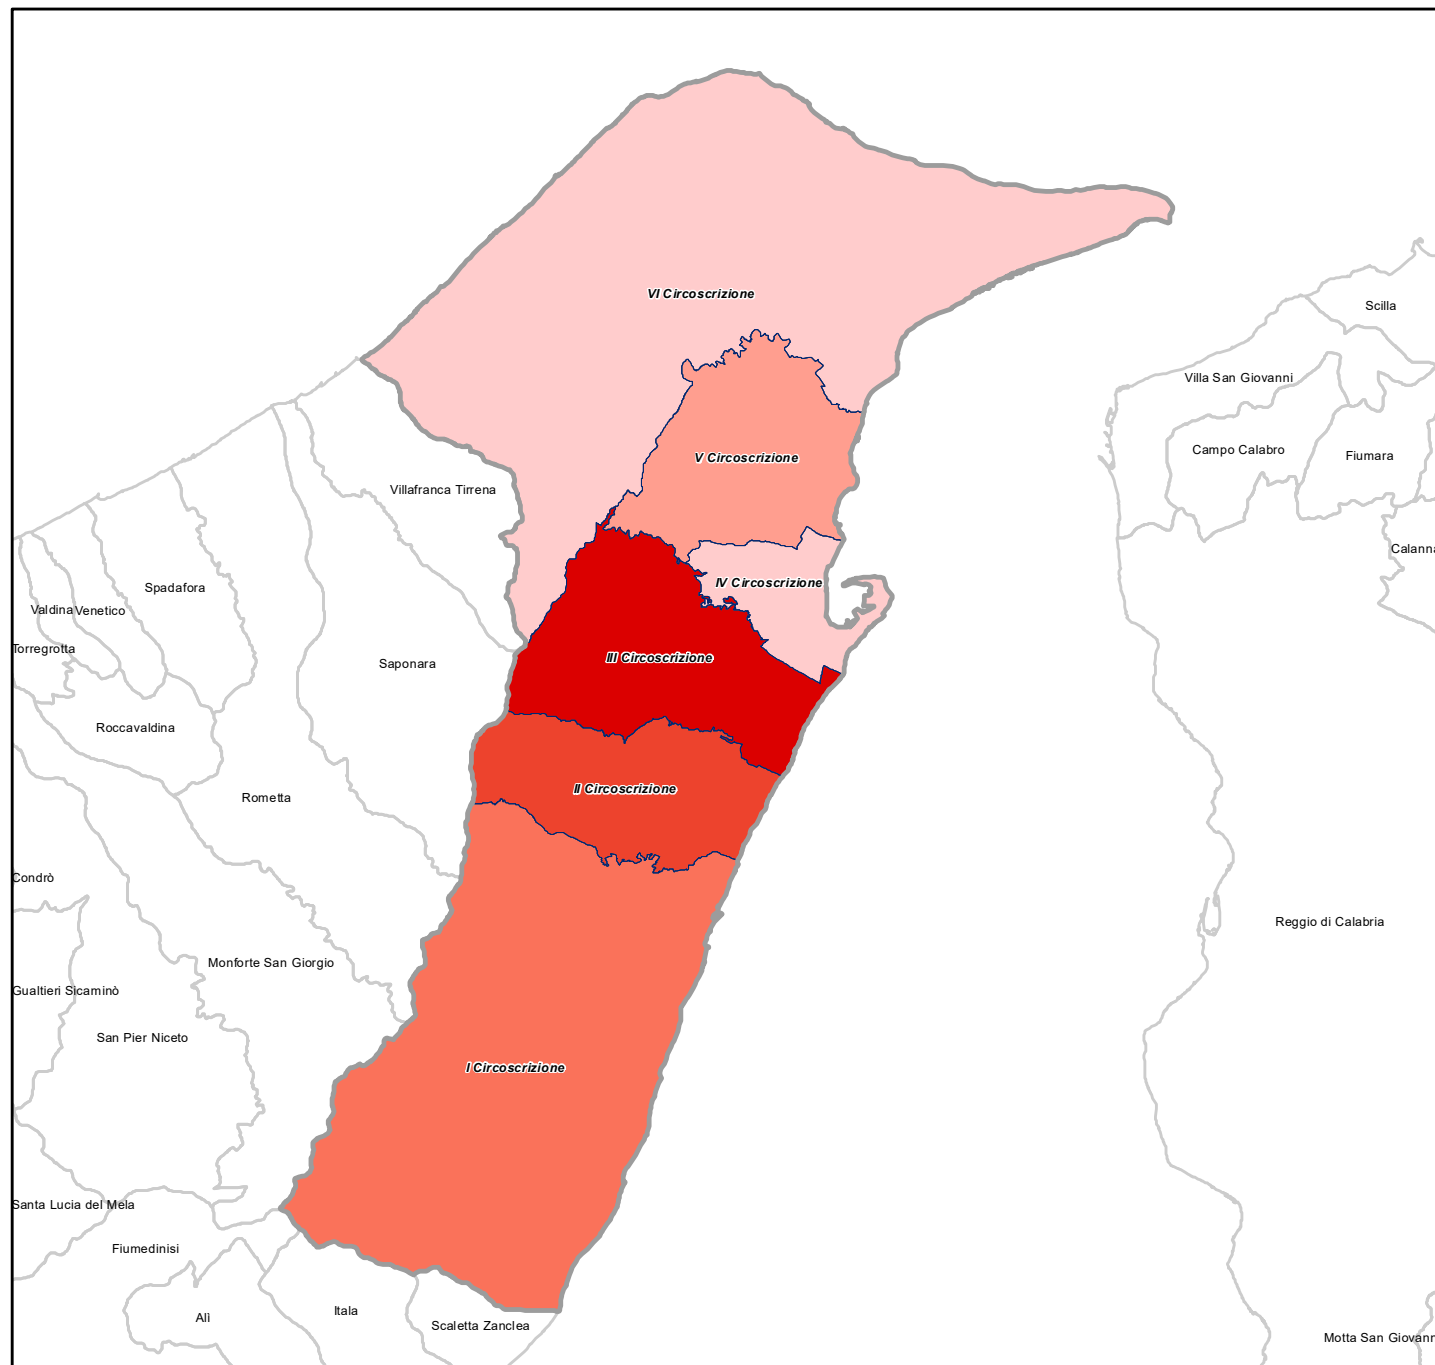 VI Circoscrizione
Scilla
Villa San Giovanni
V Circoscrizione
Campo Calabro
Fiumara
Villafranca Tirrena
Calanna
IV Circoscrizione
Spadafora
Valdina
Venetico
Torregrotta
III Circoscrizione
Saponara
Roccavaldina
II Circoscrizione
Rometta
Condrò
Reggio di Calabria
Monforte San Giorgio
Gualtieri Sicaminò
San Pier Niceto
I Circoscrizione
Santa Lucia del Mela
Fiumedinisi
Itala
Alì
Scaletta Zanclea
Motta San Giovann